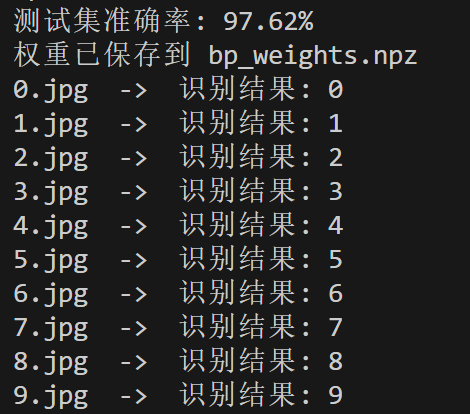 测试集准确率: 97.62%
权重已保存到 bp_weights.npz
0.jpg  ->  识别结果: 0
1.jpg  ->  识别结果: 1
2.jpg  ->  识别结果: 2
3.jpg  ->  识别结果: 3
4.jpg  ->  识别结果: 4
5.jpg  ->  识别结果: 5
6.jpg  ->  识别结果: 6
7.jpg  ->  识别结果: 7
8.jpg  ->  识别结果: 8
9.jpg  ->  识别结果: 9